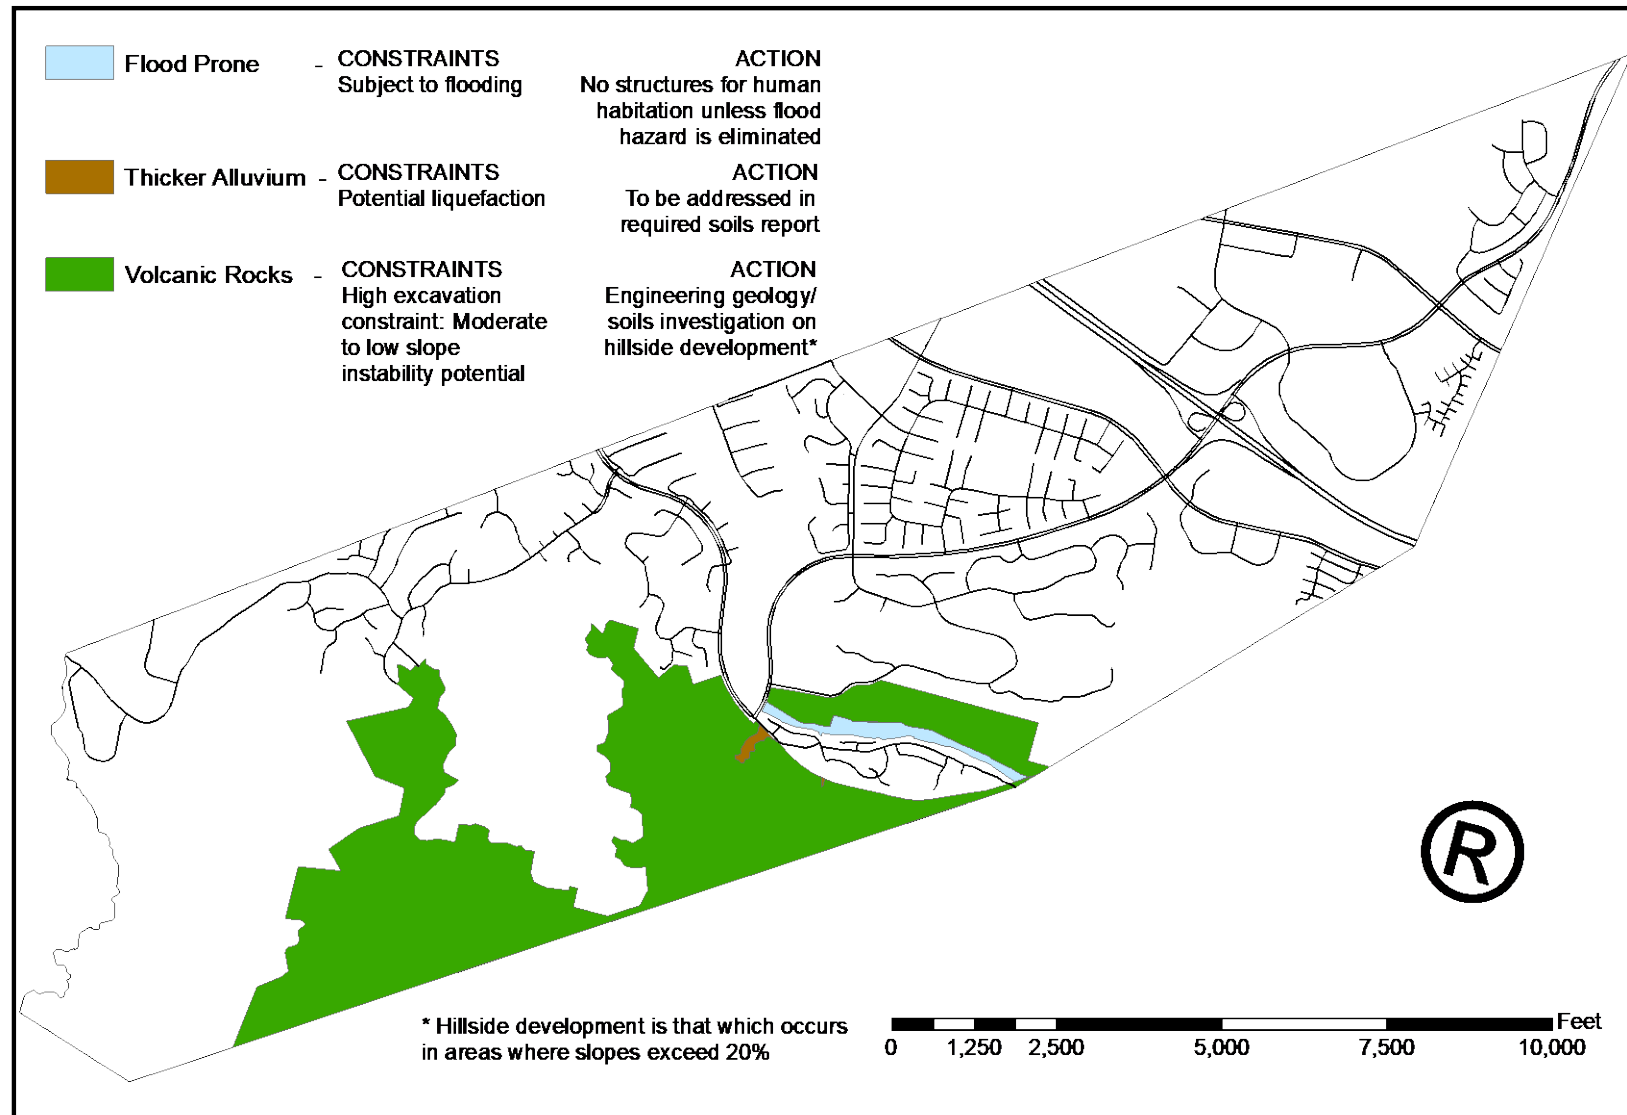 Flood Prone - CONSTRAINTS ACTION
Subject to flooding No structures for human
habitation unless flood
hazard is eliminated
Thicker Alluvium - CONSTRAINTS ACTION
Potential liquefaction To be addressed in
required soils report
Volcanic Rocks - CONSTRAINTS ACTION
High excavation Engineering geology/
constraint: Moderate soils investigation on
to low slope hillside development*
instability potential
R
* Hillside development is that which occurs
in areas where slopes exceed 20%
Feet
0 1,250 2,500 5,000 7,500 10,000